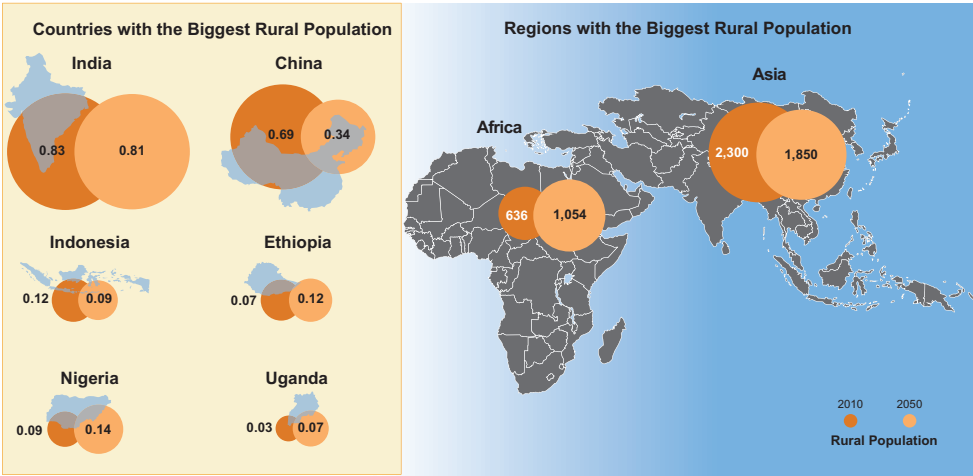 Countries with the Biggest Rural Population
India
0.83
0.81
China
0.69
0.34
Indonesia
0.12
0.09
Ethiopia
0.07
0.12
Nigeria
0.09
0.14
Uganda
0.03
0.07
Regions with the Biggest Rural Population
Africa
636
1,054
Asia
2,300
1,850
2010
2050
Rural Population